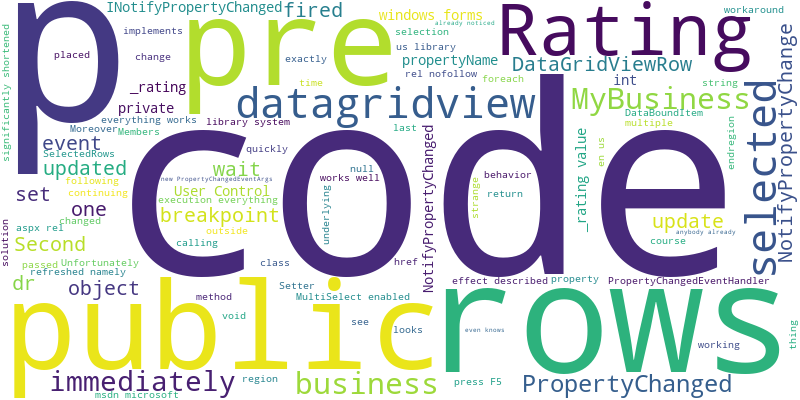 INotifyPropertyChanged
fired
windows forms
already noticed
workaround
implements
selection
us library
Rating
p
pre
placed
change
exactly
propertyName
DataGridViewRow
significantly shortened
_rating
time
rel nofollow
foreach
int
string
private
datagridview
MyBusiness
NotifyPropertyChange
everything works
Moreover
library system
last
DataBoundItem
multiple
event
Members
code
selected
endregion
SelectedRows
quickly
null
behavior
_rating value
en us
updated
wait
works well
return
following
new PropertyChangedEventArgs
continuing
User Control
set
one
execution everything
underlying
NotifyPropertyChanged
strange
breakpoint
changed
outside
update
aspx rel
anybody already
Second
calling
course
solution
passed
Unfortunately
class
href
refreshed namely
Setter
effect described
property
PropertyChangedEventHandler
dr
object
method
MultiSelect enabled
public
rows
void
see
looks
even knows
working
thing
immediately
region
business
press F5
PropertyChanged
msdn microsoft